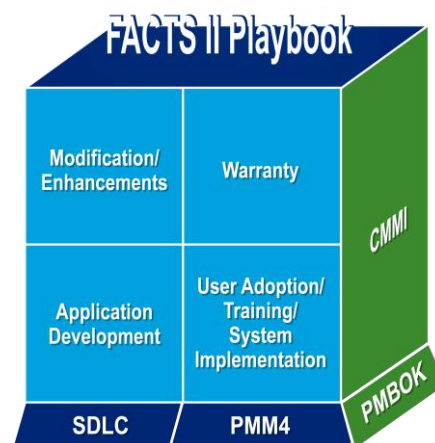 FACTS II Playbook
Modification/
Enhancements
Warranty
CMMI
Application
Development
User Adoption/
Training/
System
Implementation
SDLC
PMM4
PMBOK